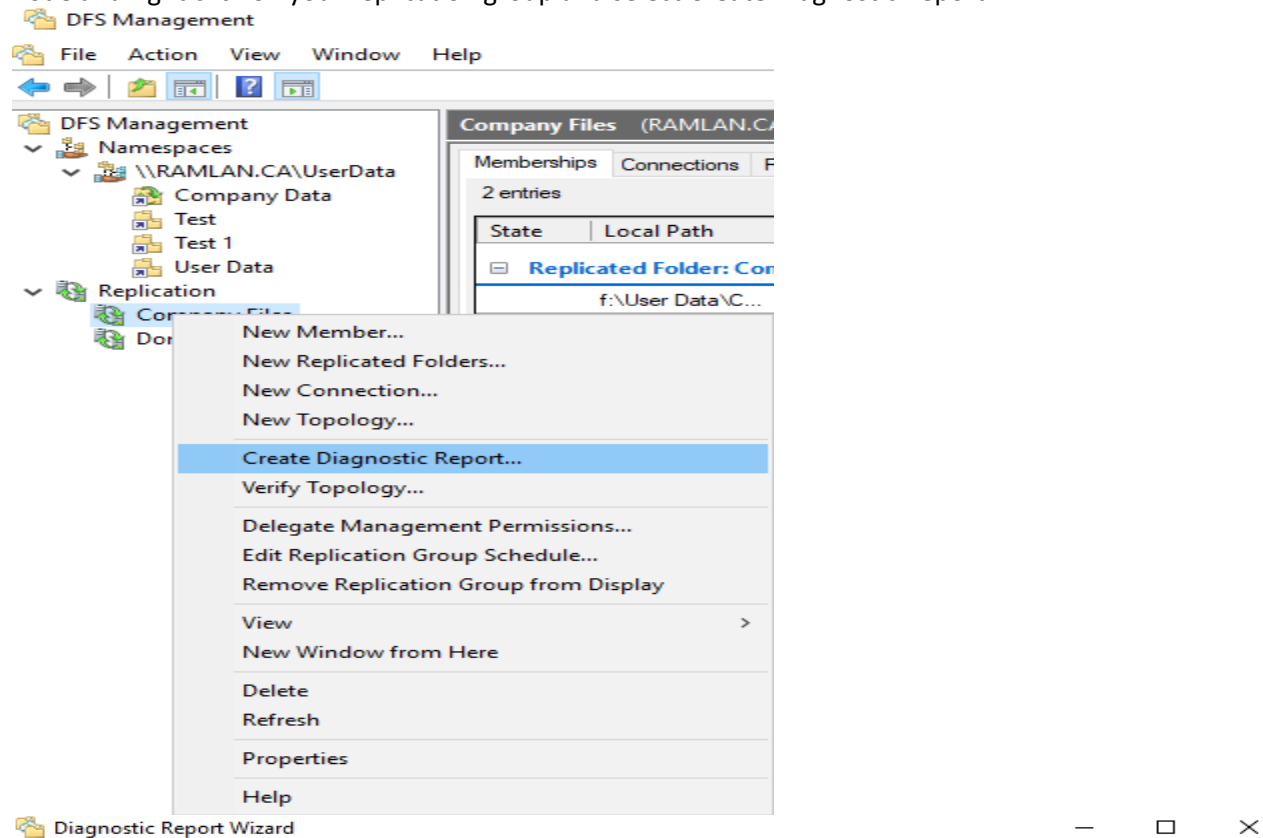 DFS Management
File Action View Window Help
DFS Management
Namespaces
\\RAMLAN.CA\UserData
Company Data
Test
Test 1
User Data
Replication
Company Files
Company Files (RAMLAN.CA
Memberships Connections F
2 entries
State Local Path
Replicated Folder: Con
f:\User Data\C...
New Member...
New Replicated Folders...
New Connection...
New Topology...
Create Diagnostic Report...
Verify Topology...
Delegate Management Permissions...
Edit Replication Group Schedule...
Remove Replication Group from Display
View >
New Window from Here
Delete
Refresh
Properties
Help
Diagnostic Report Wizard